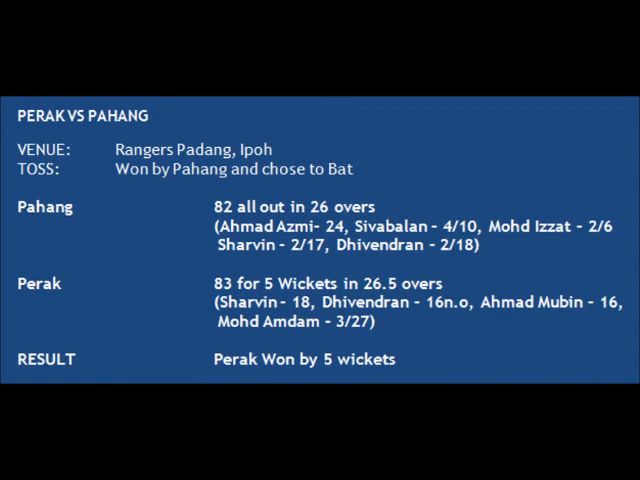 PERAK VS PAHANG
VENUE: Rangers Padang, Ipoh
TOSS: Won by Pahang and chose to Bat
Pahang 82 all out in 26 overs
(Ahmad Azmi- 24, Sivabalan - 4/10, Mohd Izzat - 2/6
Sharvin - 2/17, Dhivendran - 2/18)
Perak 83 for 5 Wickets in 26.5 overs
(Sharvin - 18, Dhivendran - 16n.o, Ahmad Mubin - 16,
Mohd Amdam - 3/27)
RESULT Perak Won by 5 wickets